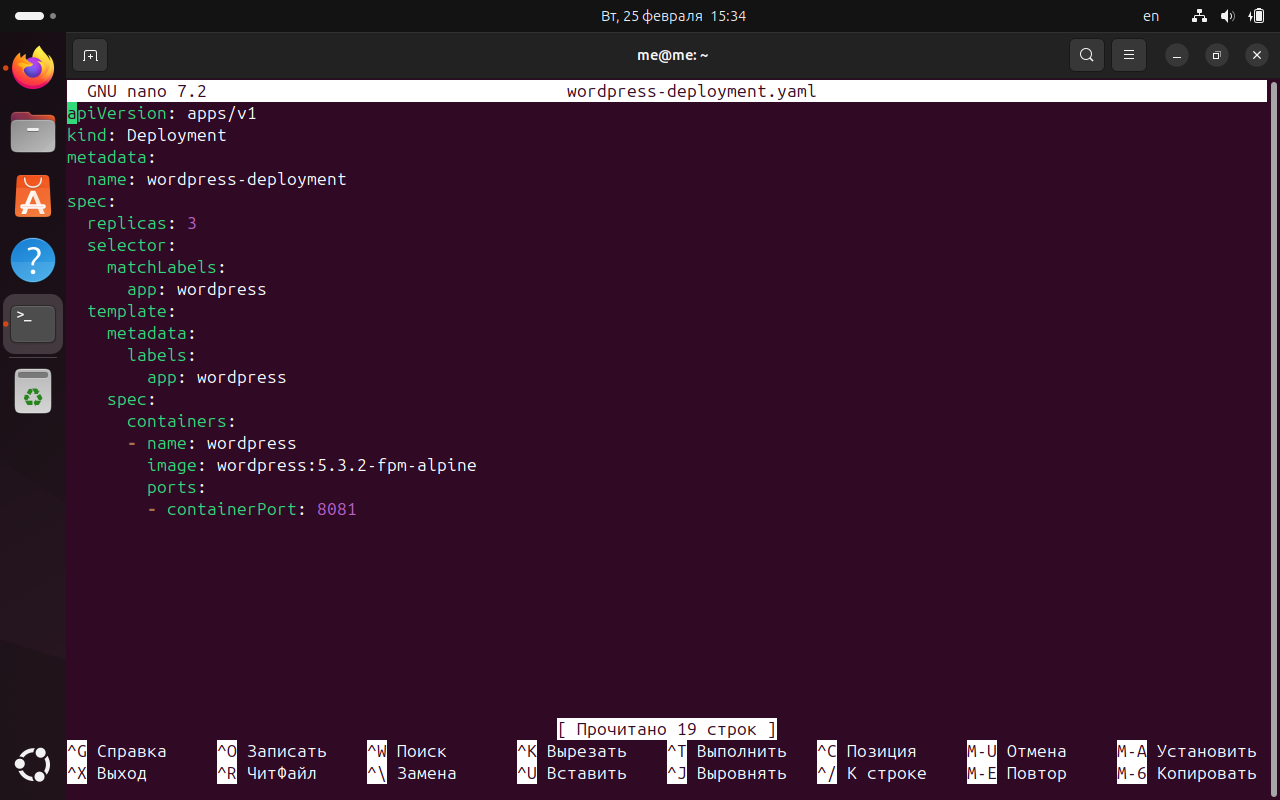 Вт, 25 февраля 15:34
en
me@me: ~
GNU nano 7.2 wordpress-deployment.yaml
apiVersion: apps/v1
kind: Deployment
metadata:
  name: wordpress-deployment
spec:
  replicas: 3
  selector:
    matchLabels:
      app: wordpress
  template:
    metadata:
      labels:
        app: wordpress
    spec:
      containers:
      - name: wordpress
        image: wordpress:5.3.2-fpm-alpine
        ports:
        - containerPort: 8081
[ Прочитано 19 строк ]
^G Справка ^O Записать ^W Поиск ^K Вырезать ^T Выполнить ^C Позиция M-U Отмена M-A Установить
^X Выход ^R ЧитФайл ^\ Замена ^U Вставить ^J Выровнять ^/ К строке M-E Повтор M-6 Копировать